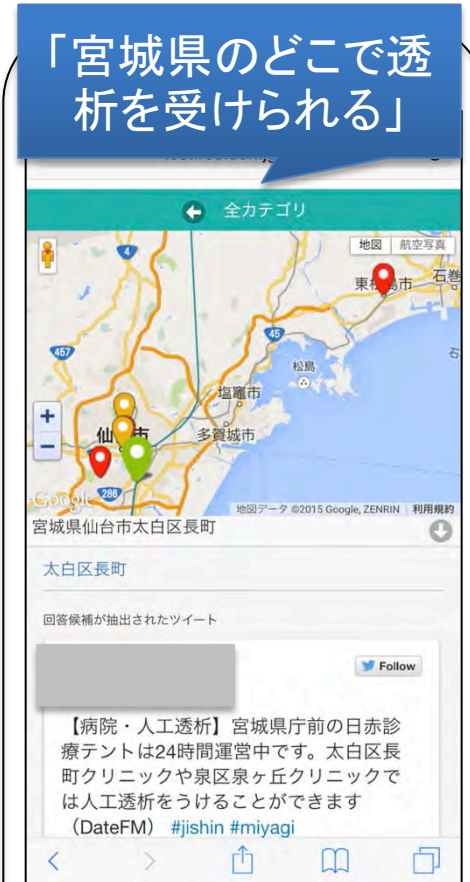 「宮城県のどこで透
析を受けられる」
全カテゴリ
地図 航空写真
4
石巻
457
45
松島
塩竈市
多賀城市
286
Google
地図データ ©2015 Google, ZENRIN 利用規約
宮城県仙台市太白区長町
太白区長町
回答候補が抽出されたツイート
Follow
【病院・人工透析】宮城県庁前の日赤診
療テントは24時間運営中です。太白区長
町クリニックや泉区泉ヶ丘クリニックで
は人工透析をうけることができます
（DateFM） #jishin #miyagi